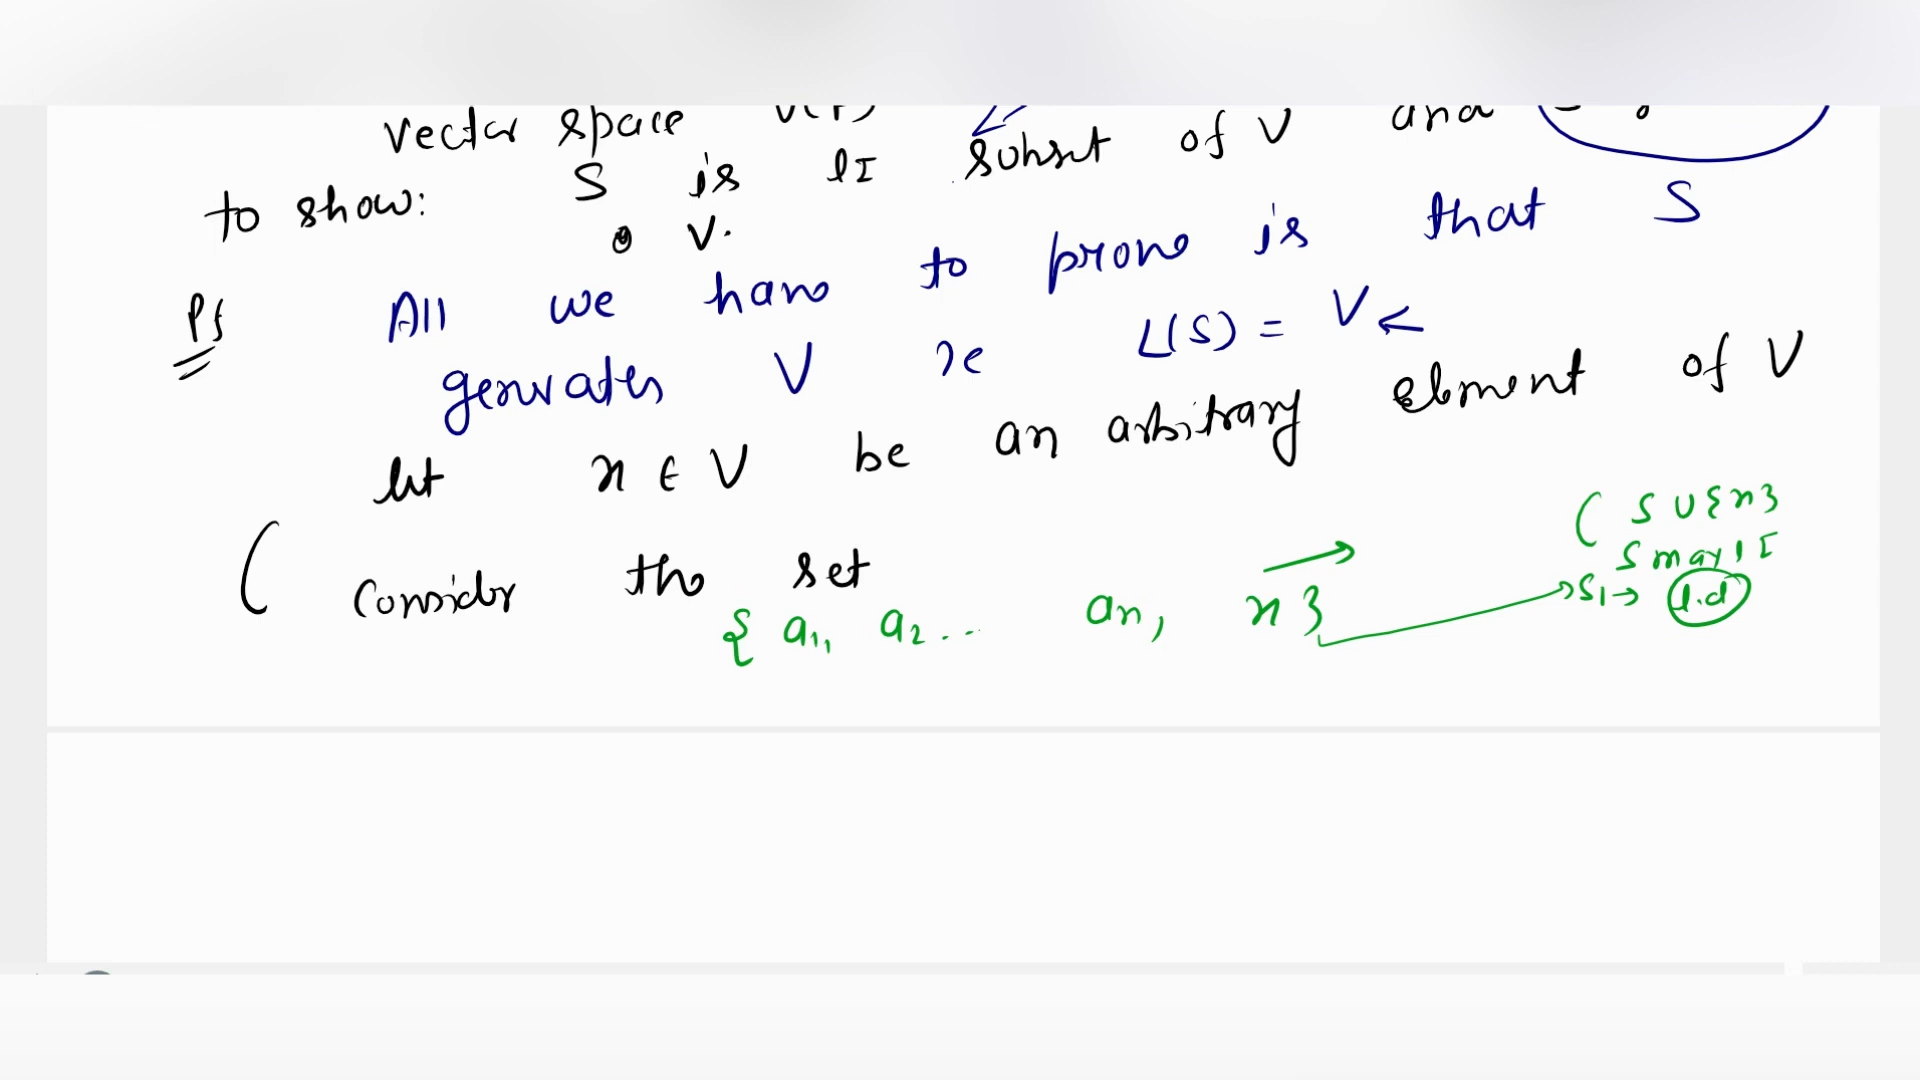 vector space V(F)
to show: S is lI subset of V and
V.
Pf All we have to prove is that S
generates V ie L(S) = V ←
let x ∈ V be an arbitrary element of V
( Consider the set
{ a₁, a₂ ... an, x }
( S ∪ {x}
S may l I
S₁ → l.d